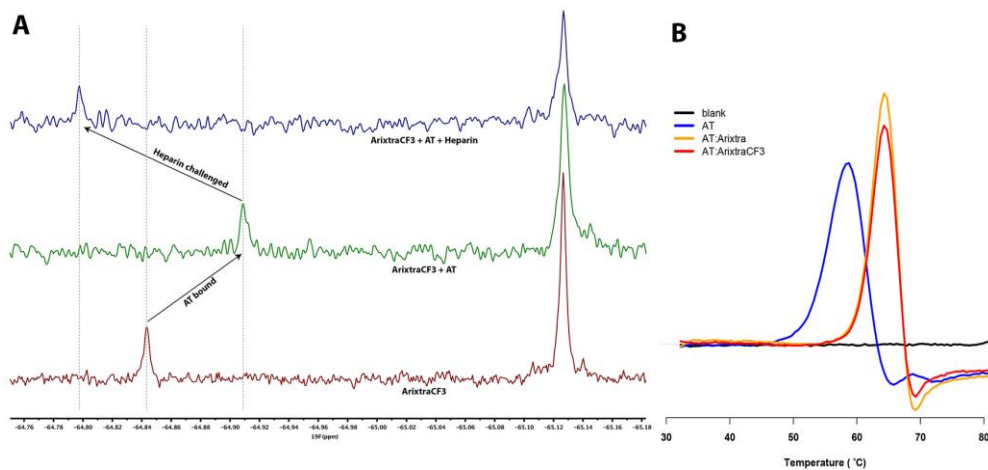 A
ArixtraCF3 + AT + Heparin
Heparin challenged
ArixtraCF3 + AT
AT bound
ArixtraCF3
-64.76 -64.78 -64.80 -64.82 -64.84 -64.86 -64.88 -64.90 -64.92 -64.94 -64.96 -64.98 -65.00 -65.02 -65.04 -65.06 -65.08 -65.10 -65.12 -65.14 -65.16 -65.18
19F(ppm)
B
blank
AT
AT:Arixtra
AT:ArixtraCF3
30 40 50 60 70 80
Temperature ( °C)